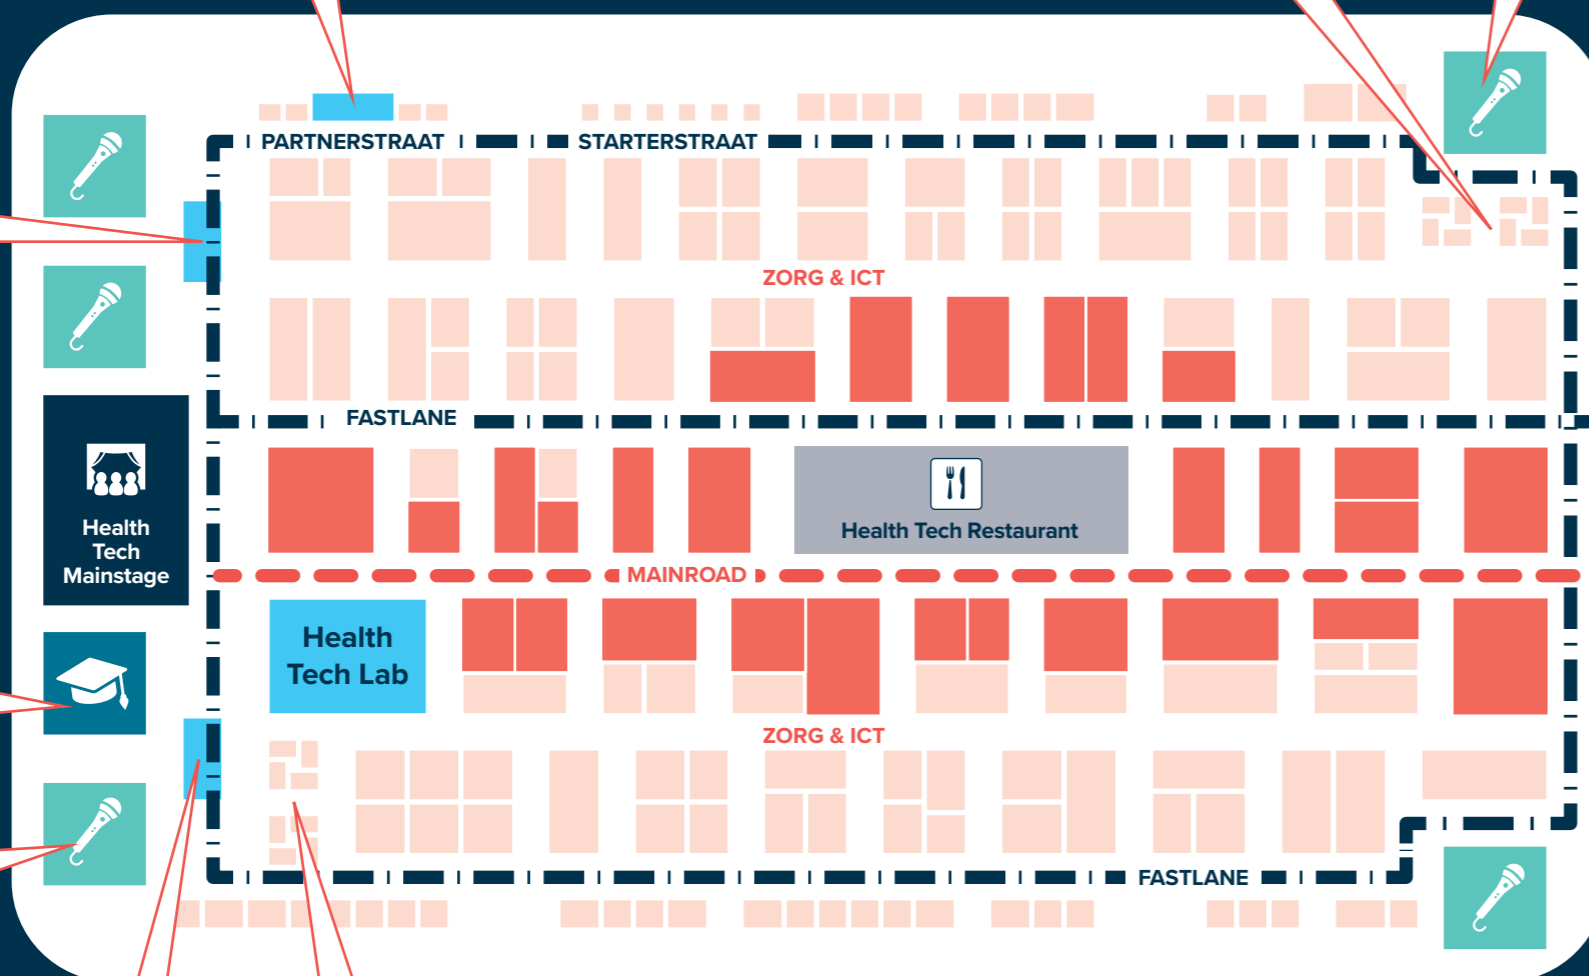 PARTNERSTRAAT
STARTERSTRAAT
ZORG & ICT
FASTLANE
Health
Tech
Mainstage
Health Tech Restaurant
MAINROAD
Health
Tech Lab
ZORG & ICT
FASTLANE